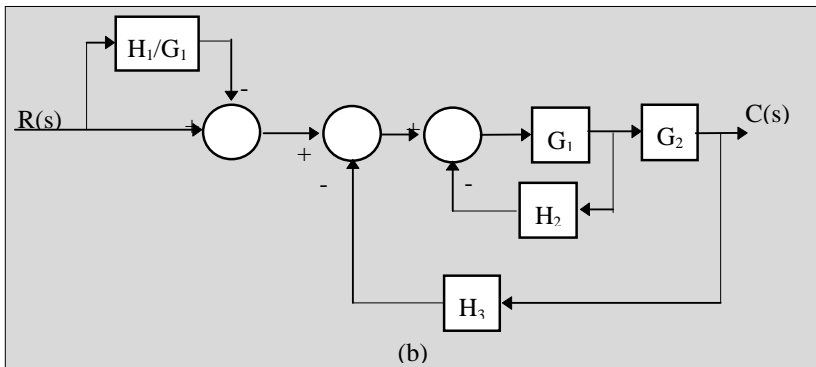 H₁/G₁
-
R(s)
+
+
-
+
-
G₁
G₂
C(s)
H₂
H₃
(b)